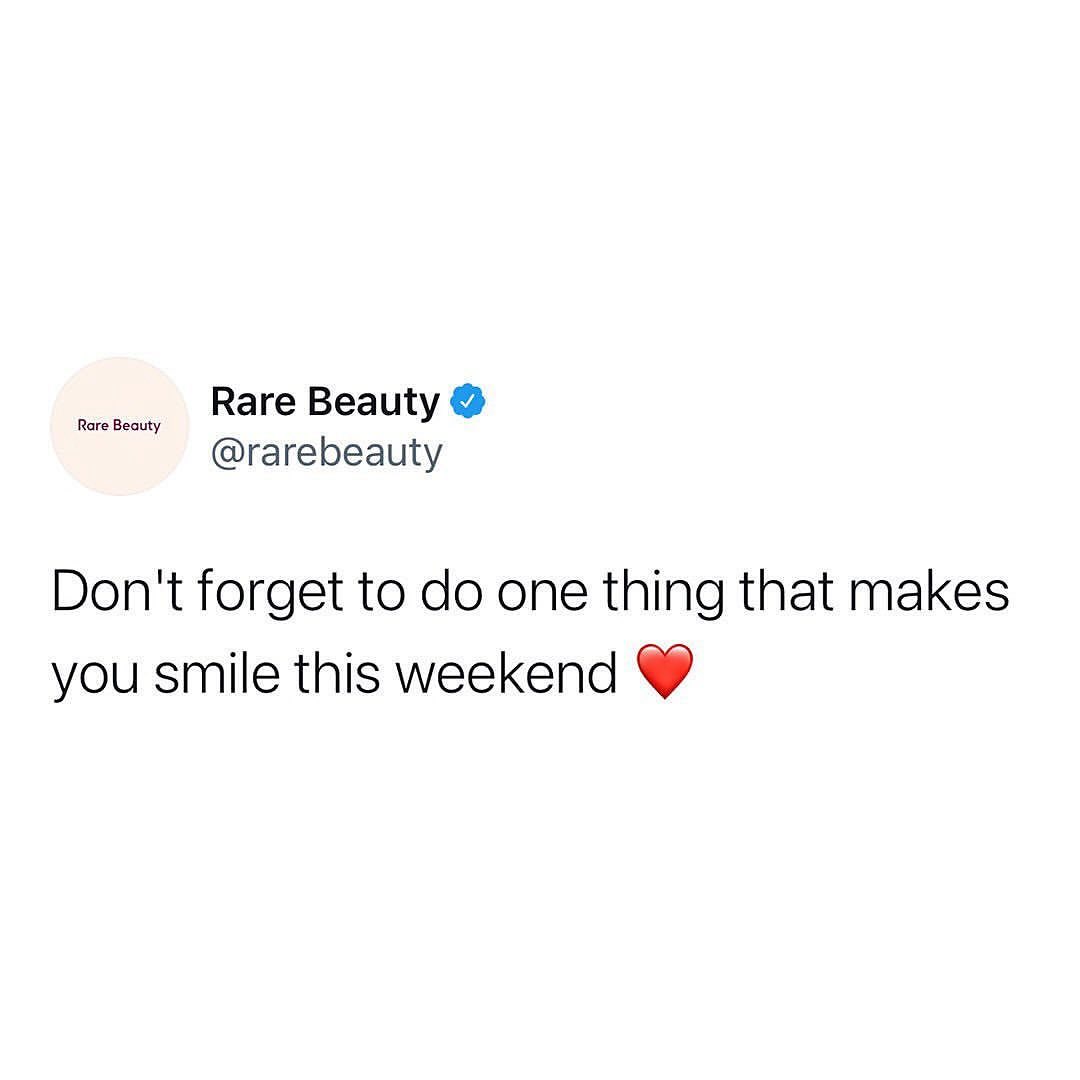 Rare Beauty
Rare Beauty
@rarebeauty
Don't forget to do one thing that makes
you smile this weekend ❤️